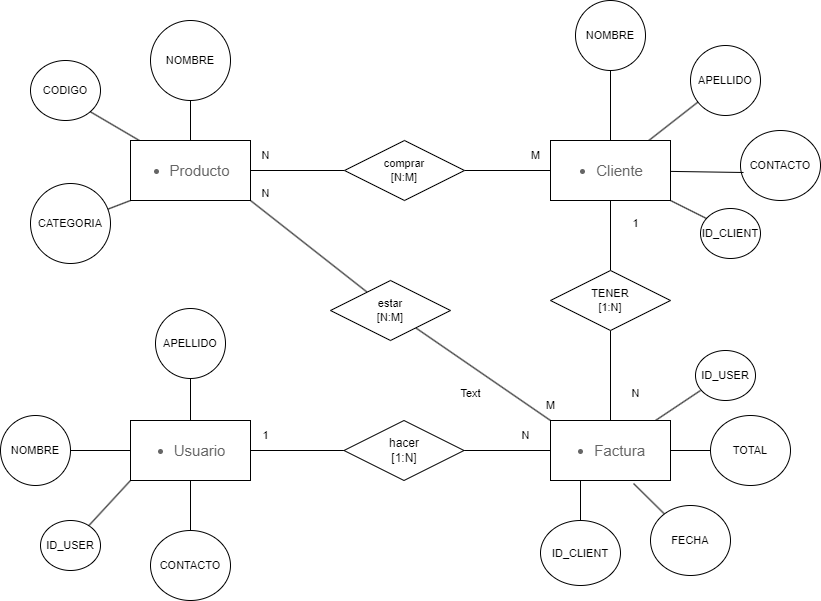 NOMBRE
NOMBRE
APELLIDO
CODIGO
N
comprar
[N:M]
M
CONTACTO
• Producto
• Cliente
N
CATEGORIA
1
ID_CLIENT
TENER
[1:N]
estar
[N:M]
APELLIDO
ID_USER
Text
N
M
1
hacer
[1:N]
N
NOMBRE
• Usuario
• Factura
TOTAL
ID_USER
CONTACTO
ID_CLIENT
FECHA